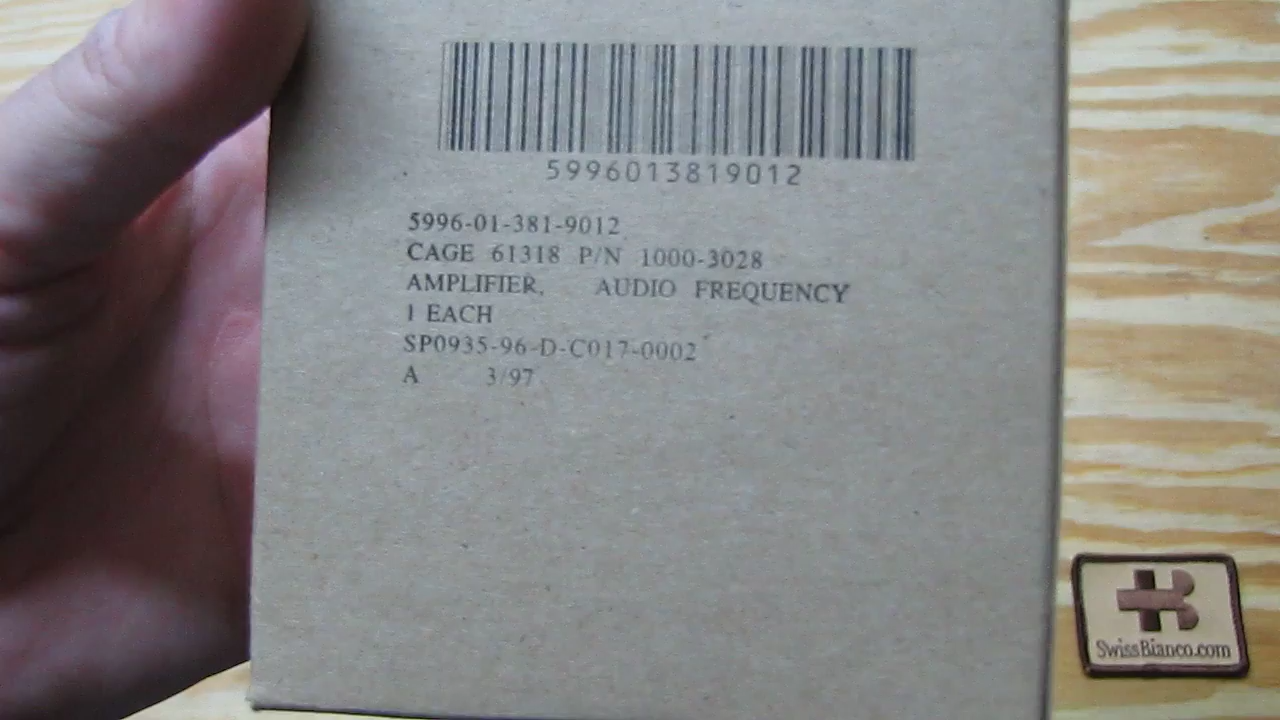 5996013819012
5996-01-381-9012
CAGE 61318 P/N 1000-3028
AMPLIFIER, AUDIO FREQUENCY
1 EACH
SP0935-96-D-C017-0002
A 3/97
SwissBianco.com